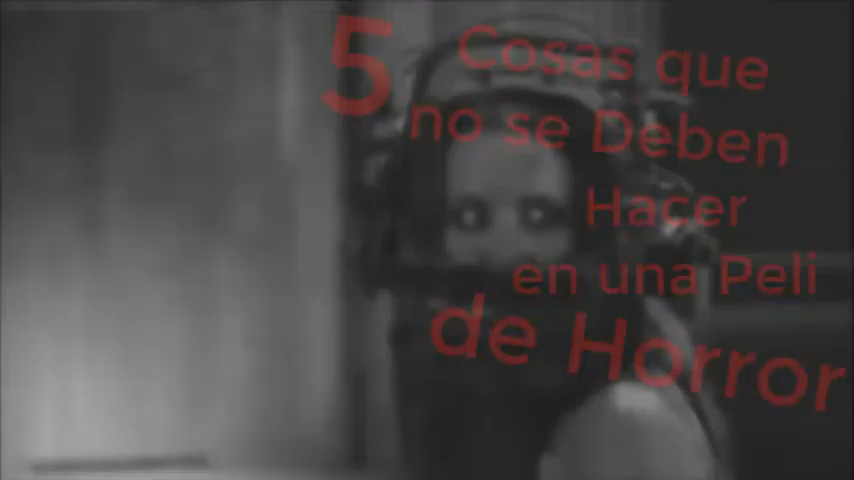 5 Cosas que
no se Deben
Hacer
en una Peli
de Horror